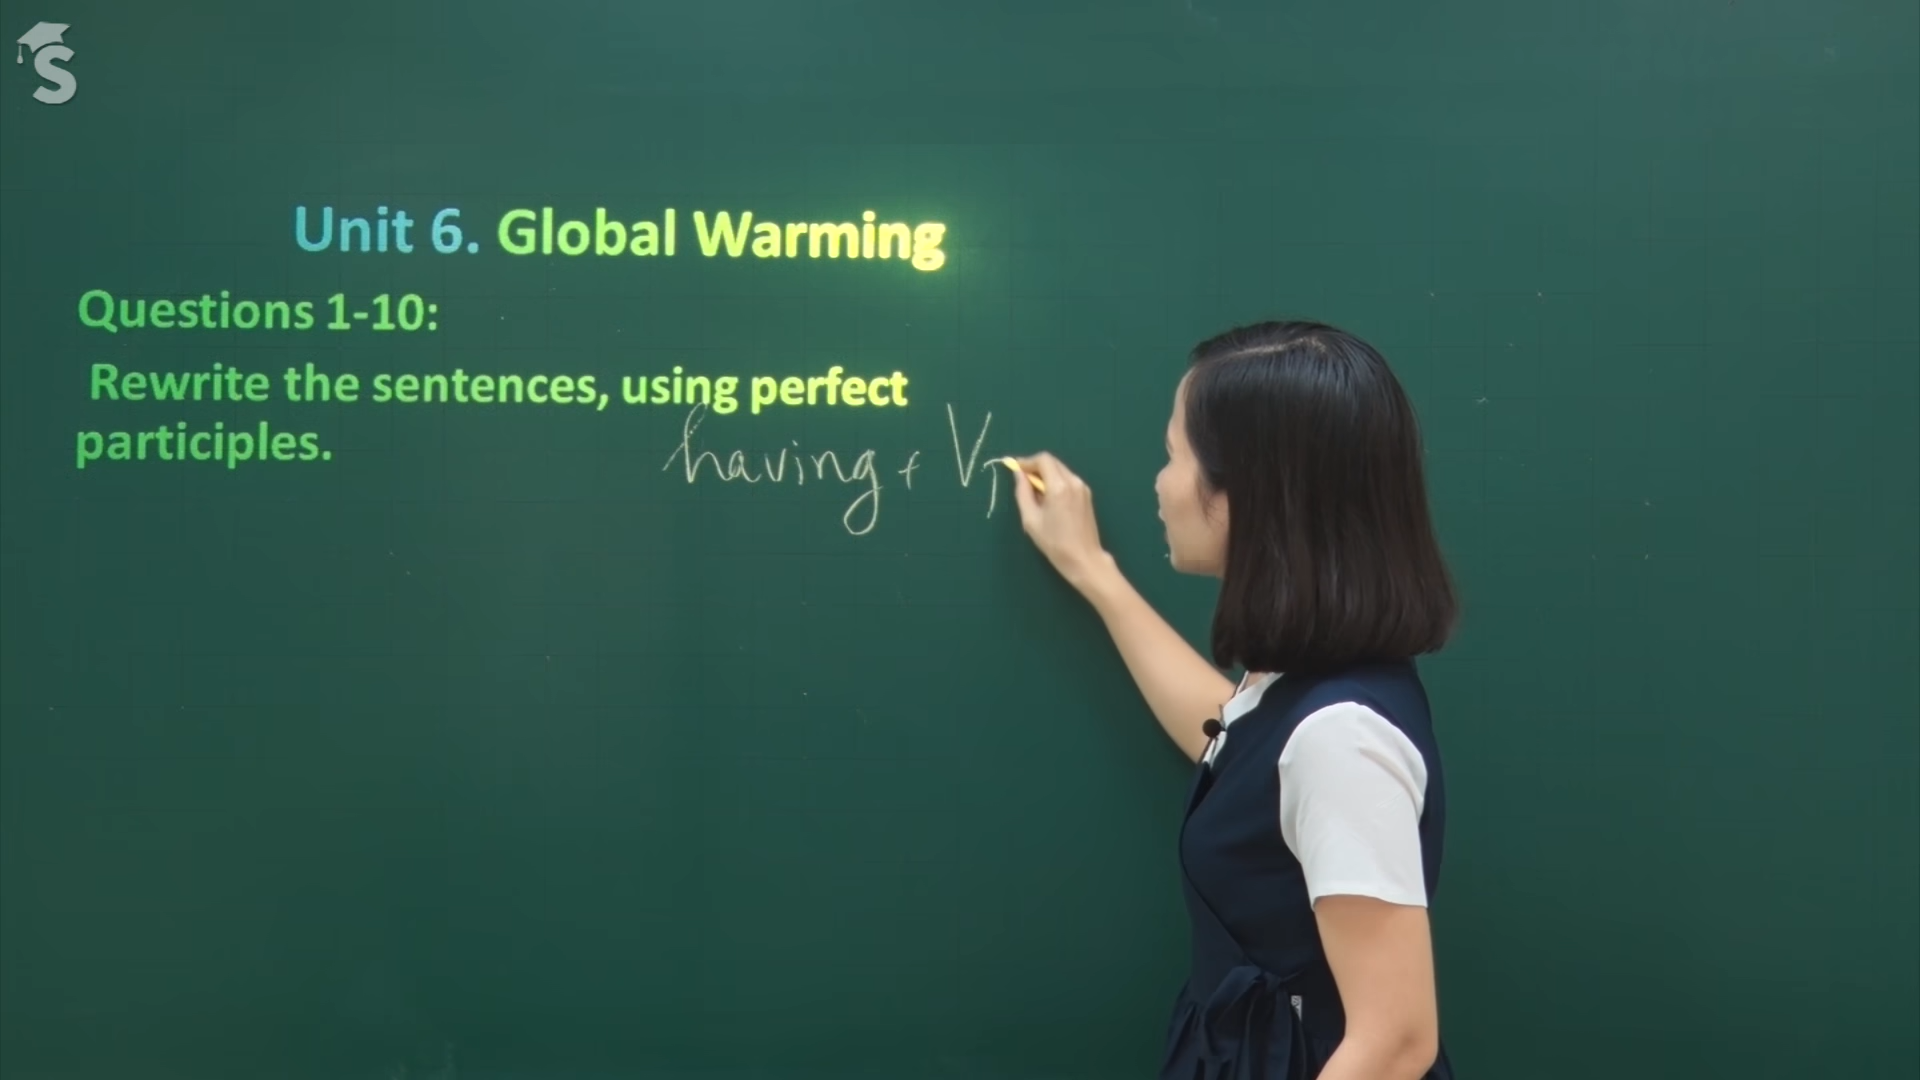 S
Unit 6. Global Warming
Questions 1-10:
Rewrite the sentences, using perfect
participles.
having + V